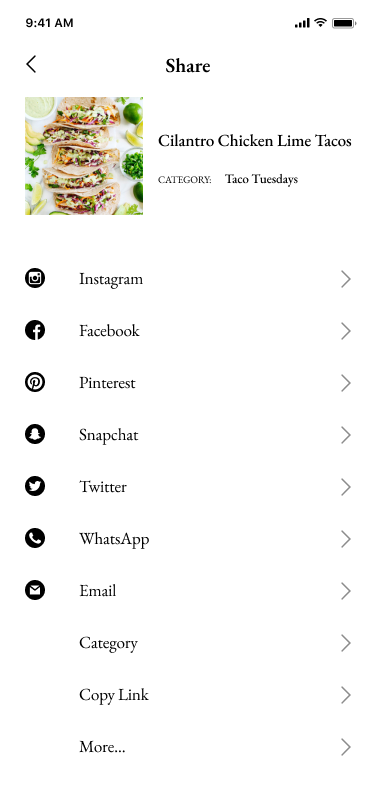 9:41 AM
Share
Cilantro Chicken Lime Tacos
CATEGORY: Taco Tuesdays
Instagram
Facebook
Pinterest
Snapchat
Twitter
WhatsApp
Email
Category
Copy Link
More...